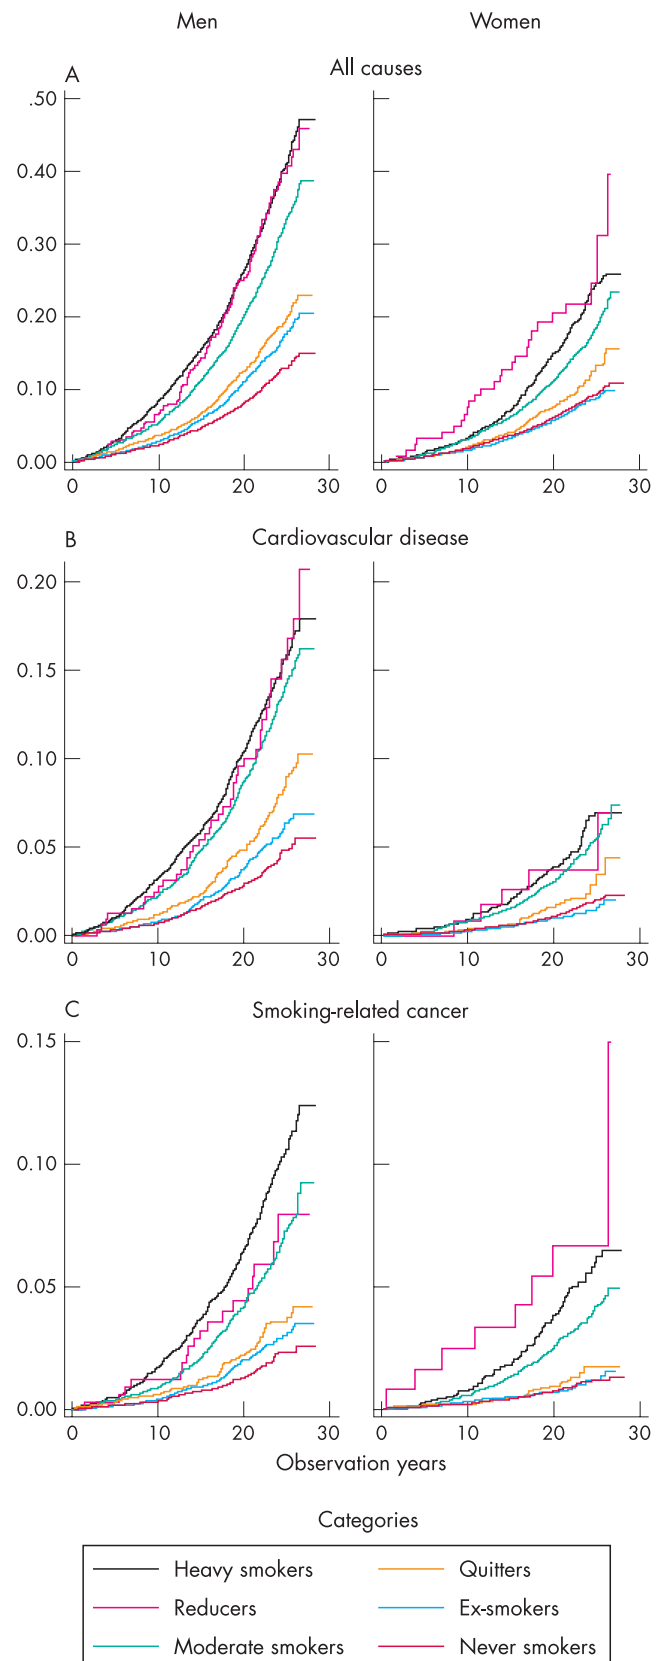 Men Women
A All causes
.50
0.40
0.30
0.20
0.10
0.00
0 10 20 30 0 10 20 30
B Cardiovascular disease
0.20
0.15
0.10
0.05
0.00
0 10 20 30 0 10 20 30
C Smoking-related cancer
0.15
0.10
0.05
0.00
0 10 20 30 0 10 20 30
Observation years
Categories
Heavy smokers Quitters
Reducers Ex-smokers
Moderate smokers Never smokers